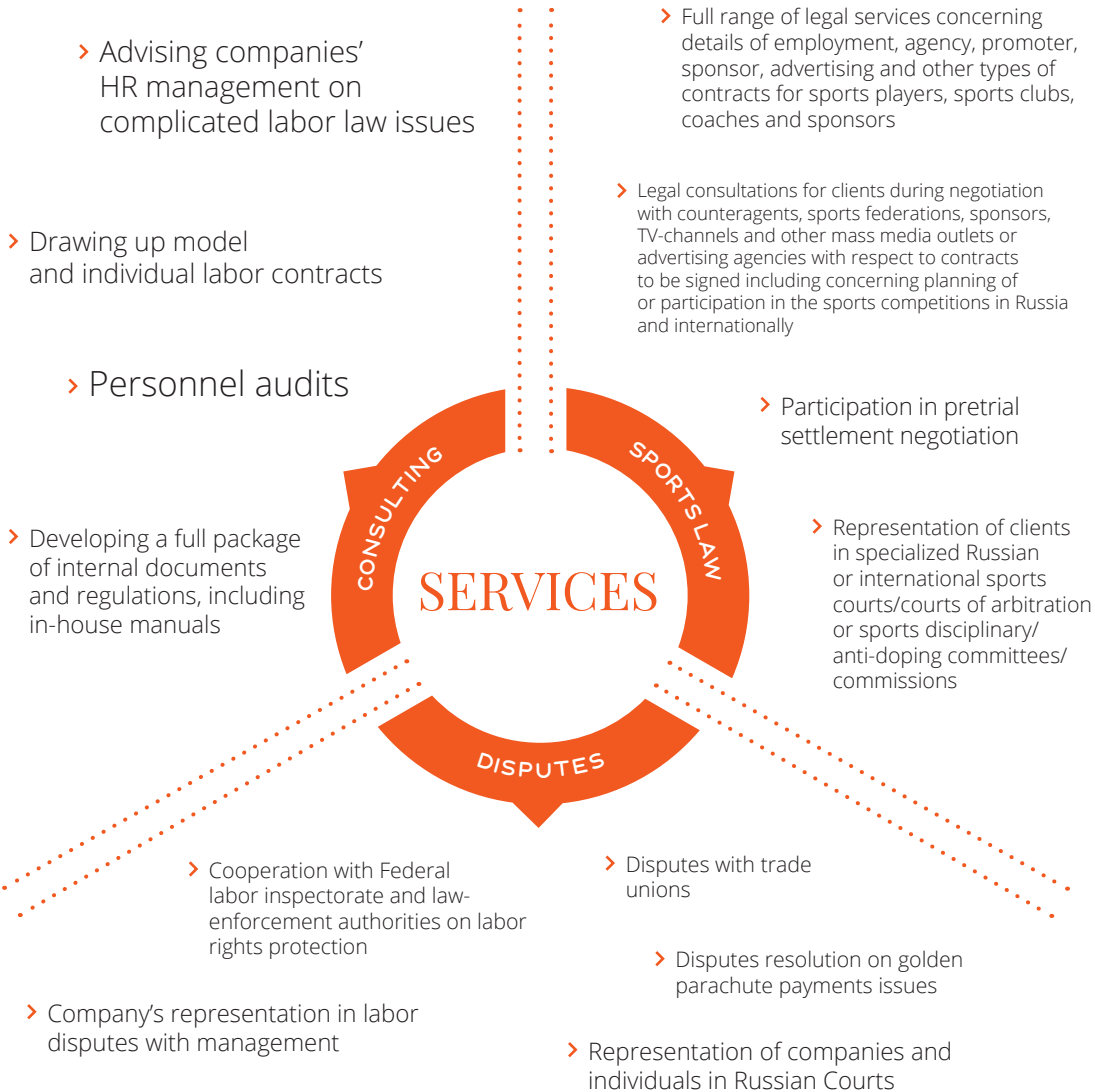 Advising companies’
HR management on
complicated labor law issues
Drawing up model
and individual labor contracts
Personnel audits
Developing a full package
of internal documents
and regulations, including
in-house manuals
Full range of legal services concerning
details of employment, agency, promoter,
sponsor, advertising and other types of
contracts for sports players, sports clubs,
coaches and sponsors
Legal consultations for clients during negotiation
with counteragents, sports federations, sponsors,
TV-channels and other mass media outlets or
advertising agencies with respect to contracts
to be signed including concerning planning of
or participation in the sports competitions in Russia
and internationally
Participation in pretrial
settlement negotiation
Representation of clients
in specialized Russian
or international sports
courts/courts of arbitration
or sports disciplinary/
anti-doping committees/
commissions
CONSULTING
SPORTS LAW
SERVICES
DISPUTES
Cooperation with Federal
labor inspectorate and law-
enforcement authorities on labor
rights protection
Company’s representation in labor
disputes with management
Disputes with trade
unions
Disputes resolution on golden
parachute payments issues
Representation of companies and
individuals in Russian Courts